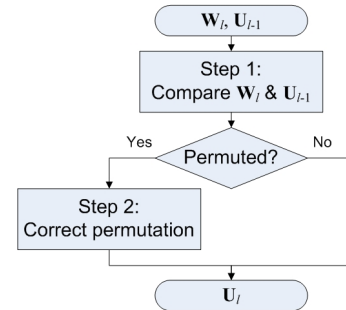 W_l, U_{l-1}
Step 1:
Compare W_l & U_{l-1}
Yes
No
Permuted?
Step 2:
Correct permutation
U_l